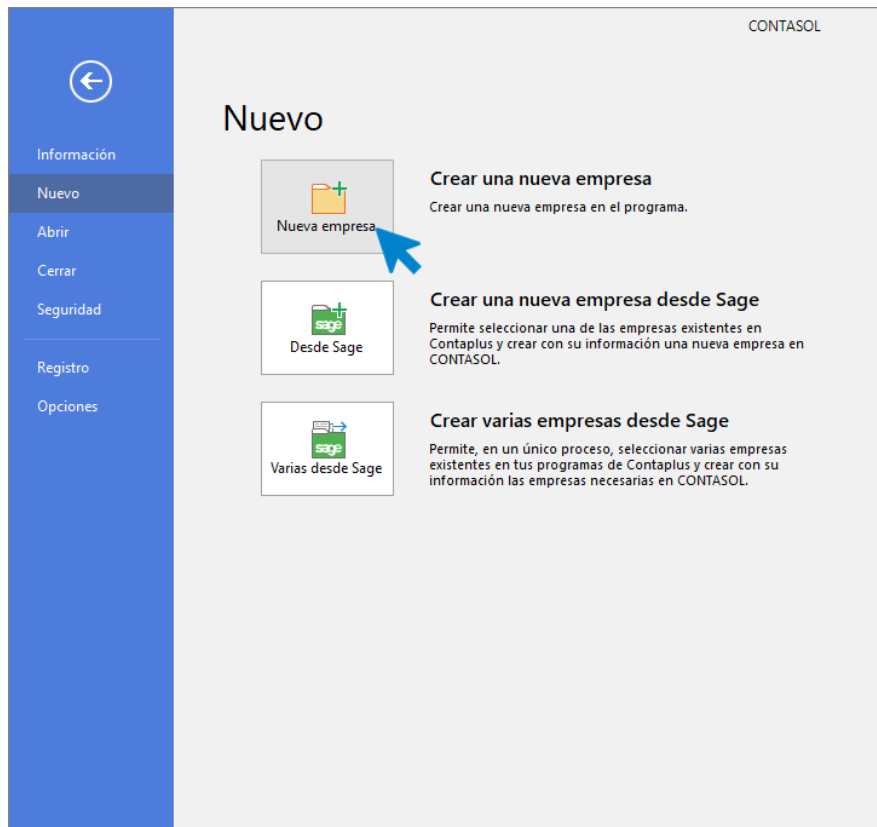 CONTASOL
Información
Nuevo
Abrir
Cerrar
Seguridad
Registro
Opciones
Nuevo
Nueva empresa
Crear una nueva empresa
Crear una nueva empresa en el programa.
sage
Desde Sage
Crear una nueva empresa desde Sage
Permite seleccionar una de las empresas existentes en
Contaplus y crear con su información una nueva empresa en
CONTASOL.
sage
Varias desde Sage
Crear varias empresas desde Sage
Permite, en un único proceso, seleccionar varias empresas
existentes en tus programas de Contaplus y crear con su
información las empresas necesarias en CONTASOL.